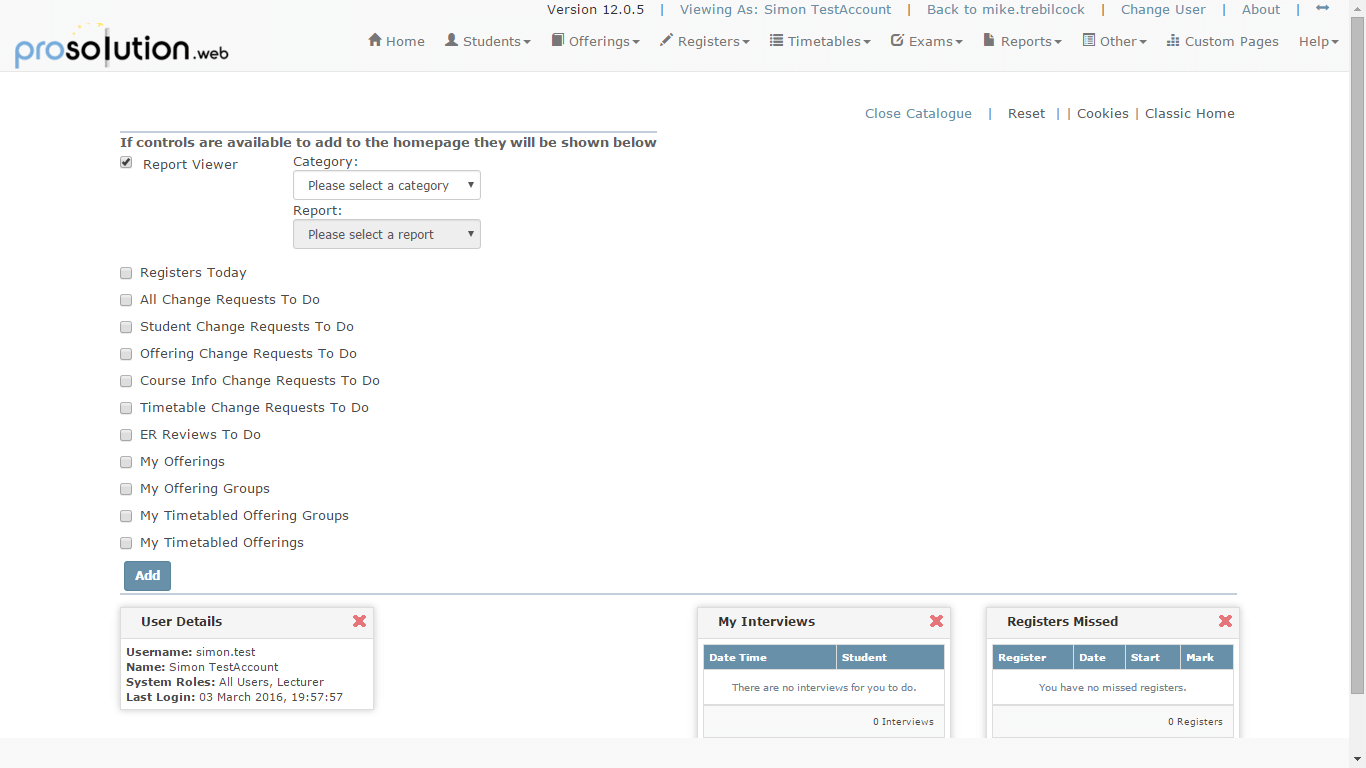 Version 12.0.5 | Viewing As: Simon TestAccount | Back to mike.trebilcock | Change User | About |
prosolution.web
Home Students Offerings Registers Timetables Exams Reports Other Custom Pages Help
Close Catalogue | Reset | | Cookies | Classic Home
If controls are available to add to the homepage they will be shown below
Report Viewer
Category:
Please select a category
Report:
Please select a report
Registers Today
All Change Requests To Do
Student Change Requests To Do
Offering Change Requests To Do
Course Info Change Requests To Do
Timetable Change Requests To Do
ER Reviews To Do
My Offerings
My Offering Groups
My Timetabled Offering Groups
My Timetabled Offerings
Add
User Details
Username: simon.test
Name: Simon TestAccount
System Roles: All Users, Lecturer
Last Login: 03 March 2016, 19:57:57
My Interviews
Date Time Student
There are no interviews for you to do.
0 Interviews
Registers Missed
Register Date Start Mark
You have no missed registers.
0 Registers